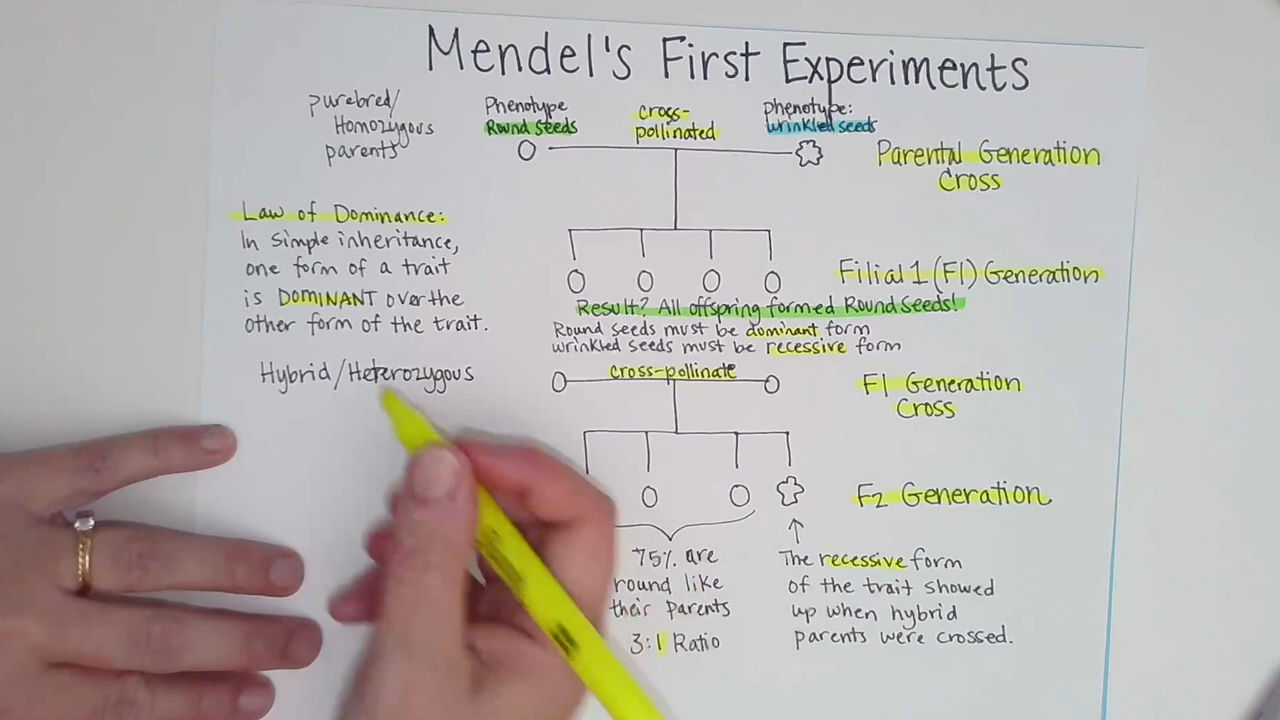 Mendel's First Experiments
purebred/
Homozygous
parents
Phenotype
Round Seeds
cross-
pollinated
phenotype:
wrinkled seeds
Parental Generation
Cross
Law of Dominance:
In simple inheritance,
one form of a trait
is DOMINANT over the
other form of the trait.
Filial 1 (F1) Generation
Result? All offspring formed Round Seeds!
Round seeds must be dominant form
wrinkled seeds must be recessive form
Hybrid/Heterozygous
cross-pollinate
F1 Generation
Cross
F2 Generation
75% are
round like
their parents
3:1 Ratio
The recessive form
of the trait showed
up when hybrid
parents were crossed.